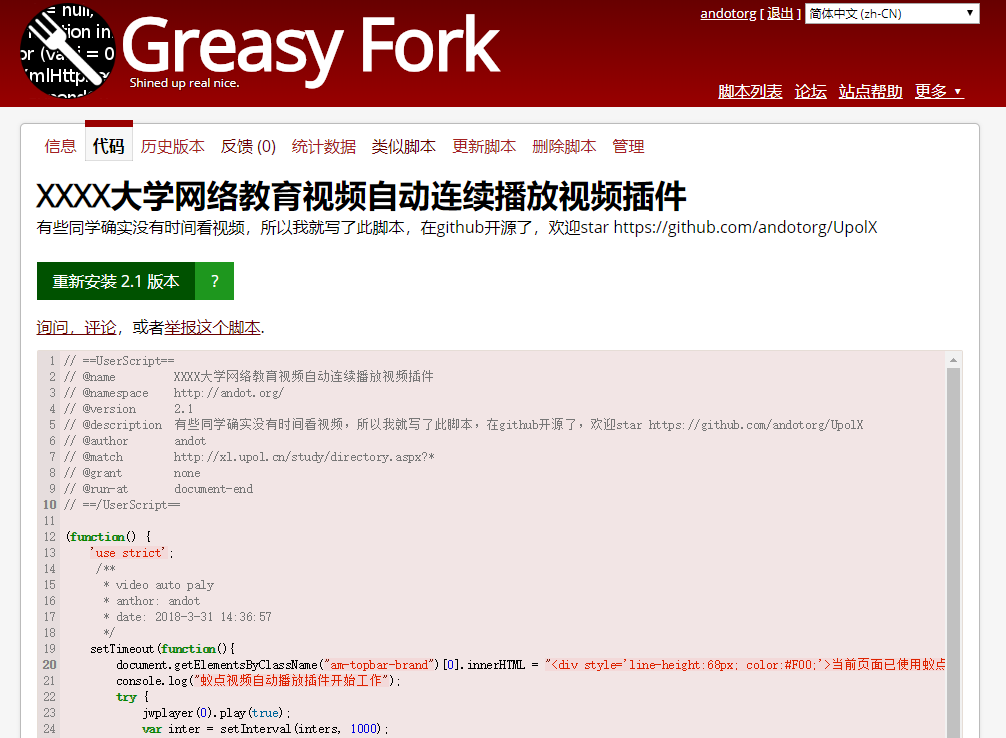 = null,
tion in
or (var i = 0
XmlHttp
Greasy Fork
Shined up real nice.
andotorg [ 退出 ] 简体中文 (zh-CN)
脚本列表 论坛 站点帮助 更多 ▼
信息 代码 历史版本 反馈 (0) 统计数据 类似脚本 更新脚本 删除脚本 管理
XXXX大学网络教育视频自动连续播放视频插件
有些同学确实没有时间看视频，所以我就写了此脚本，在github开源了，欢迎star https://github.com/andotorg/UpolX
重新安装 2.1 版本 ?
询问，评论，或者举报这个脚本.
1 // ==UserScript==
2 // @name XXXX大学网络教育视频自动连续播放视频插件
3 // @namespace http://andot.org/
4 // @version 2.1
5 // @description 有些同学确实没有时间看视频，所以我就写了此脚本，在github开源了，欢迎star https://github.com/andotorg/UpolX
6 // @author andot
7 // @match http://xl.upol.cn/study/directory.aspx?*
8 // @grant none
9 // @run-at document-end
10 // ==/UserScript==
11
12 (function() {
13 'use strict';
14 /**
15 * video auto paly
16 * anthor: andot
17 * date: 2018-3-31 14:36:57
18 */
19 setTimeout(function(){
20 document.getElementsByClassName("am-topbar-brand")[0].innerHTML = "<div style='line-height:68px; color:#F00;'>当前页面已使用蚁点
21 console.log("蚁点视频自动播放插件开始工作");
22 try {
23 jwplayer(0).play(true);
24 var inter = setInterval(inters, 1000);